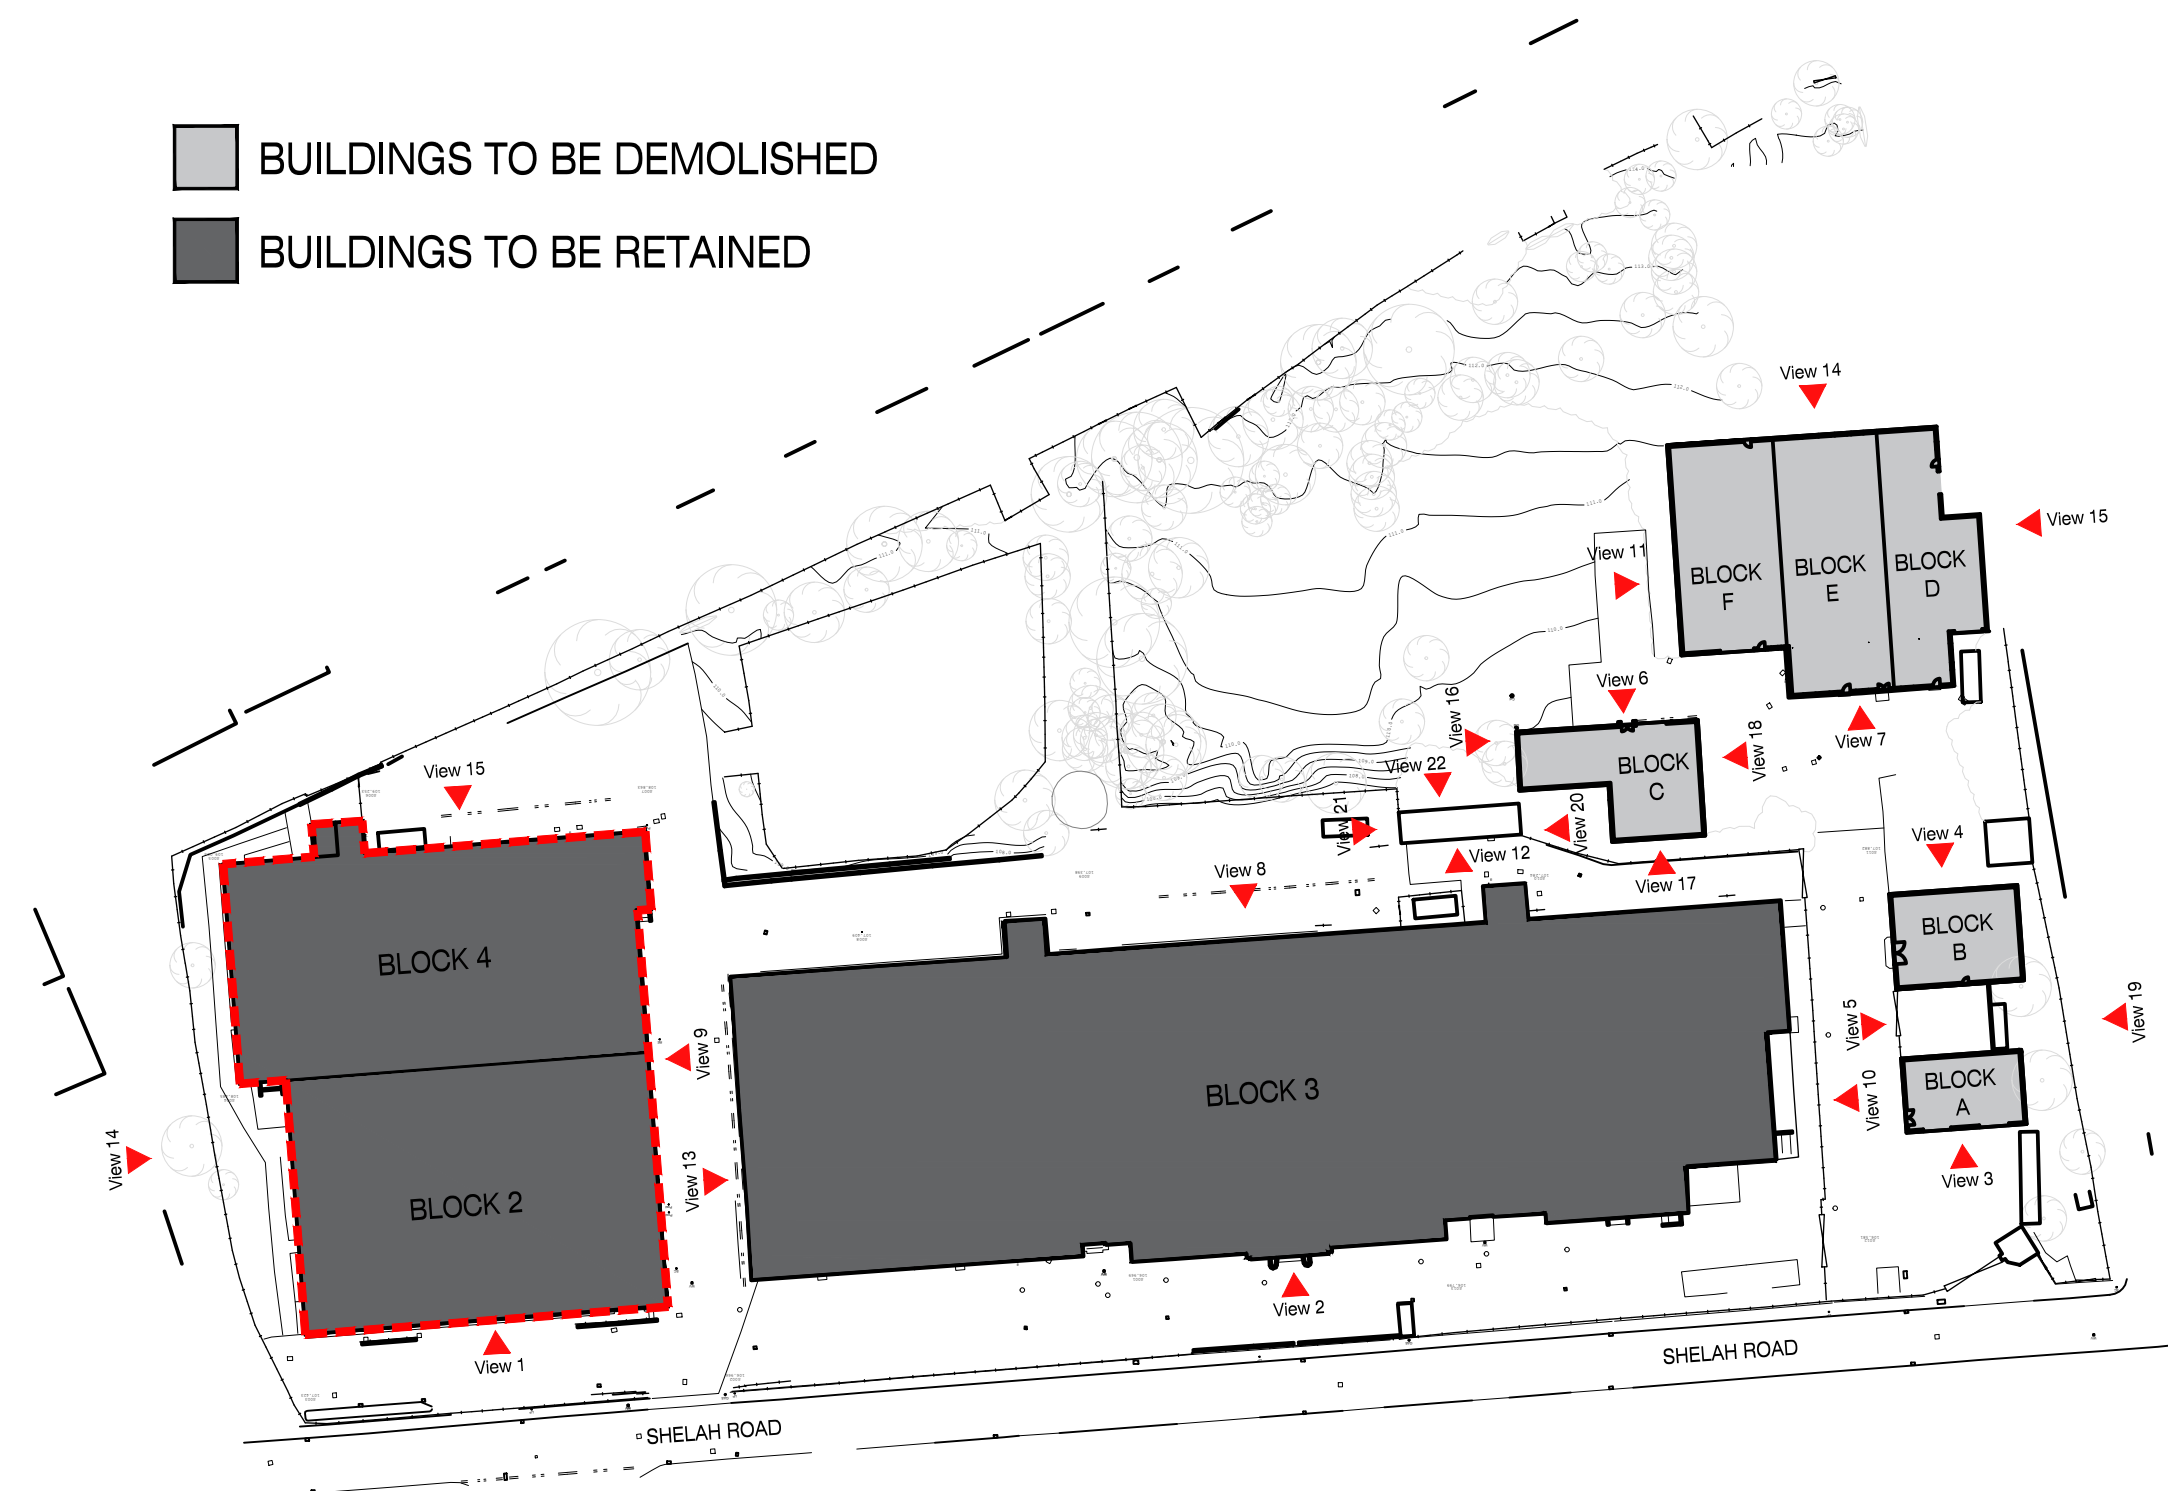 BUILDINGS TO BE DEMOLISHED
BUILDINGS TO BE RETAINED
View 14
View 15
View 11
BLOCK
F
BLOCK
E
BLOCK
D
View 6
View 16
View 18
View 7
BLOCK
C
View 22
View 21
View 20
View 12
View 17
View 15
View 8
View 4
BLOCK
B
BLOCK 4
View 9
View 5
View 19
BLOCK 3
View 10
BLOCK
A
View 14
View 13
View 3
BLOCK 2
View 2
View 1
SHELAH ROAD
SHELAH ROAD